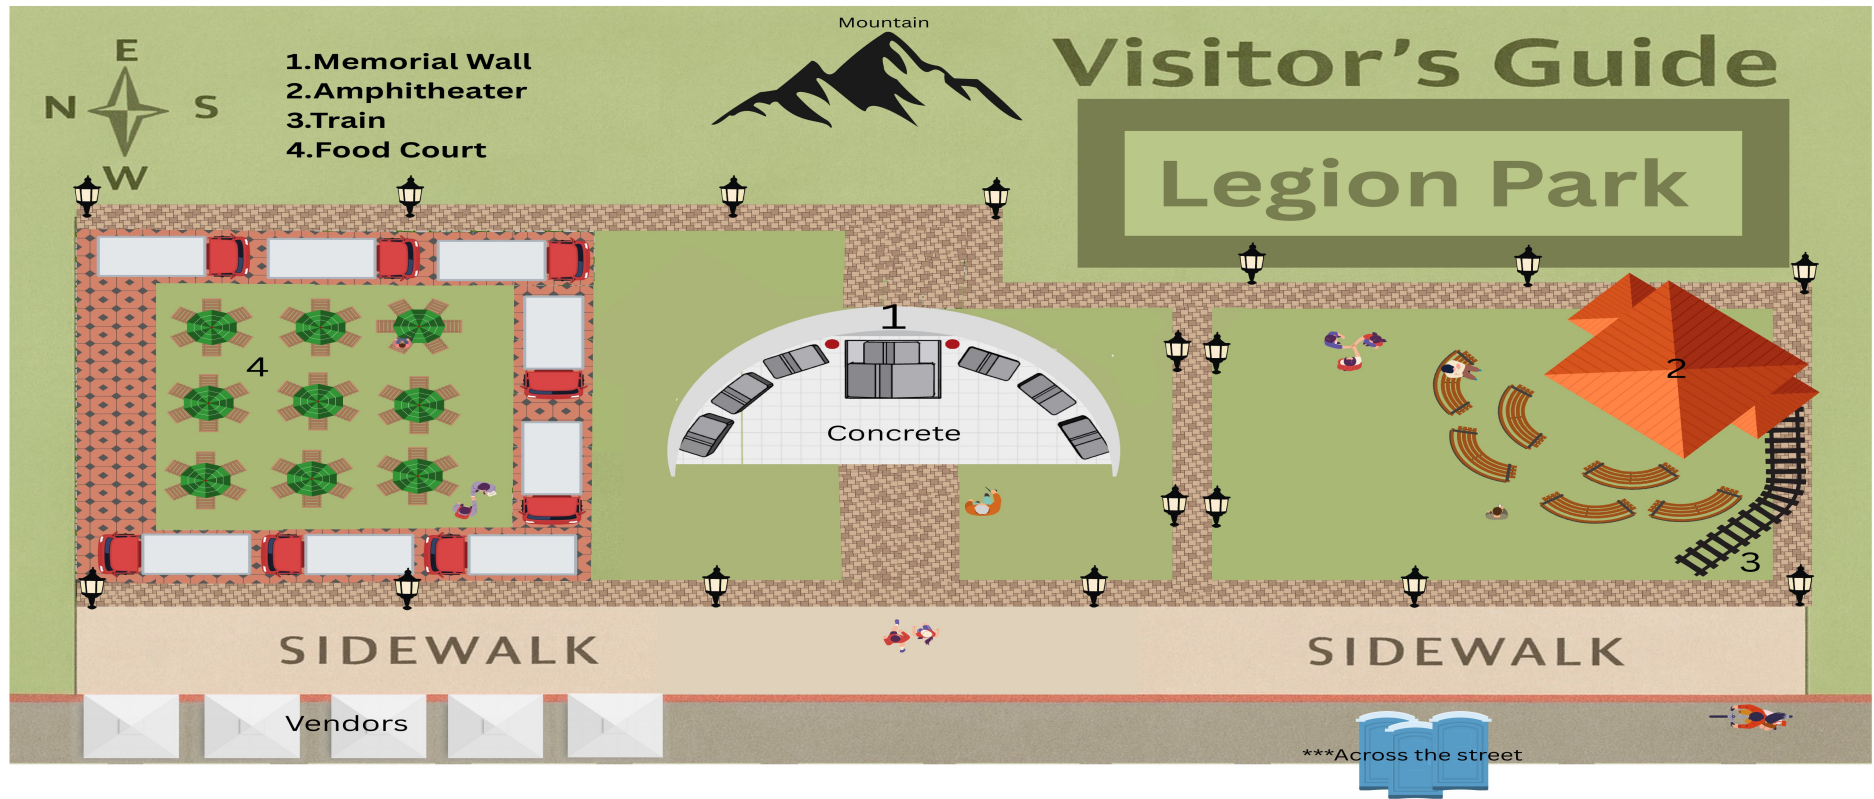 Mountain
Visitor's Guide
Legion Park
E
N S
W
1.Memorial Wall
2.Amphitheater
3.Train
4.Food Court
1
2
4
Concrete
3
SIDEWALK
SIDEWALK
Vendors
***Across the street